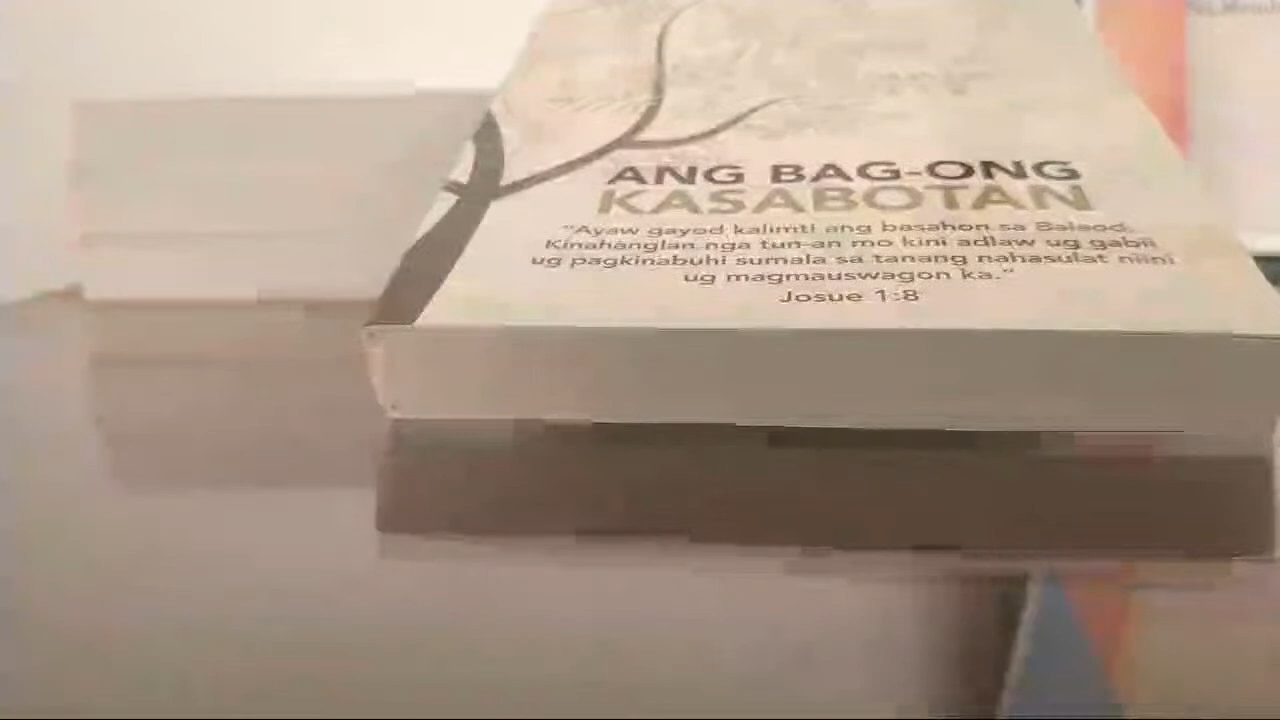 ANG BAG-ONG
KASABOTAN
"Ayaw gayod kalimti ang basahon sa Balaod.
Kinahanglan nga tun-an mo kini adlaw ug gabii
ug pagkinabuhi sumala sa tanang nahasulat niini
ug magmauswagon ka."
Josue 1:8